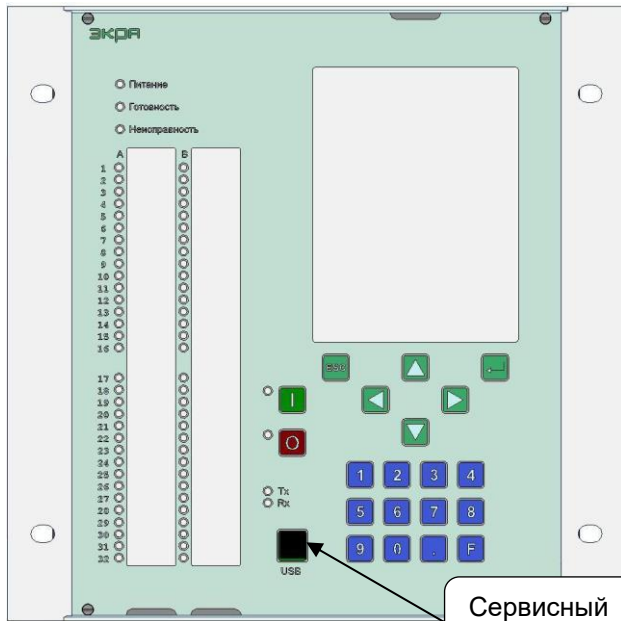 ЭКРА
Питание
Готовность
Неисправность
A B
1
2
3
4
5
6
7
8
9
10
11
12
13
14
15
16
17
18
19
20
21
22
23
24
25
26
27
28
29
30
31
32
ESC
I
O
Tx
Rx
1 2 3 4
5 6 7 8
9 0 . F
USB
Сервисный